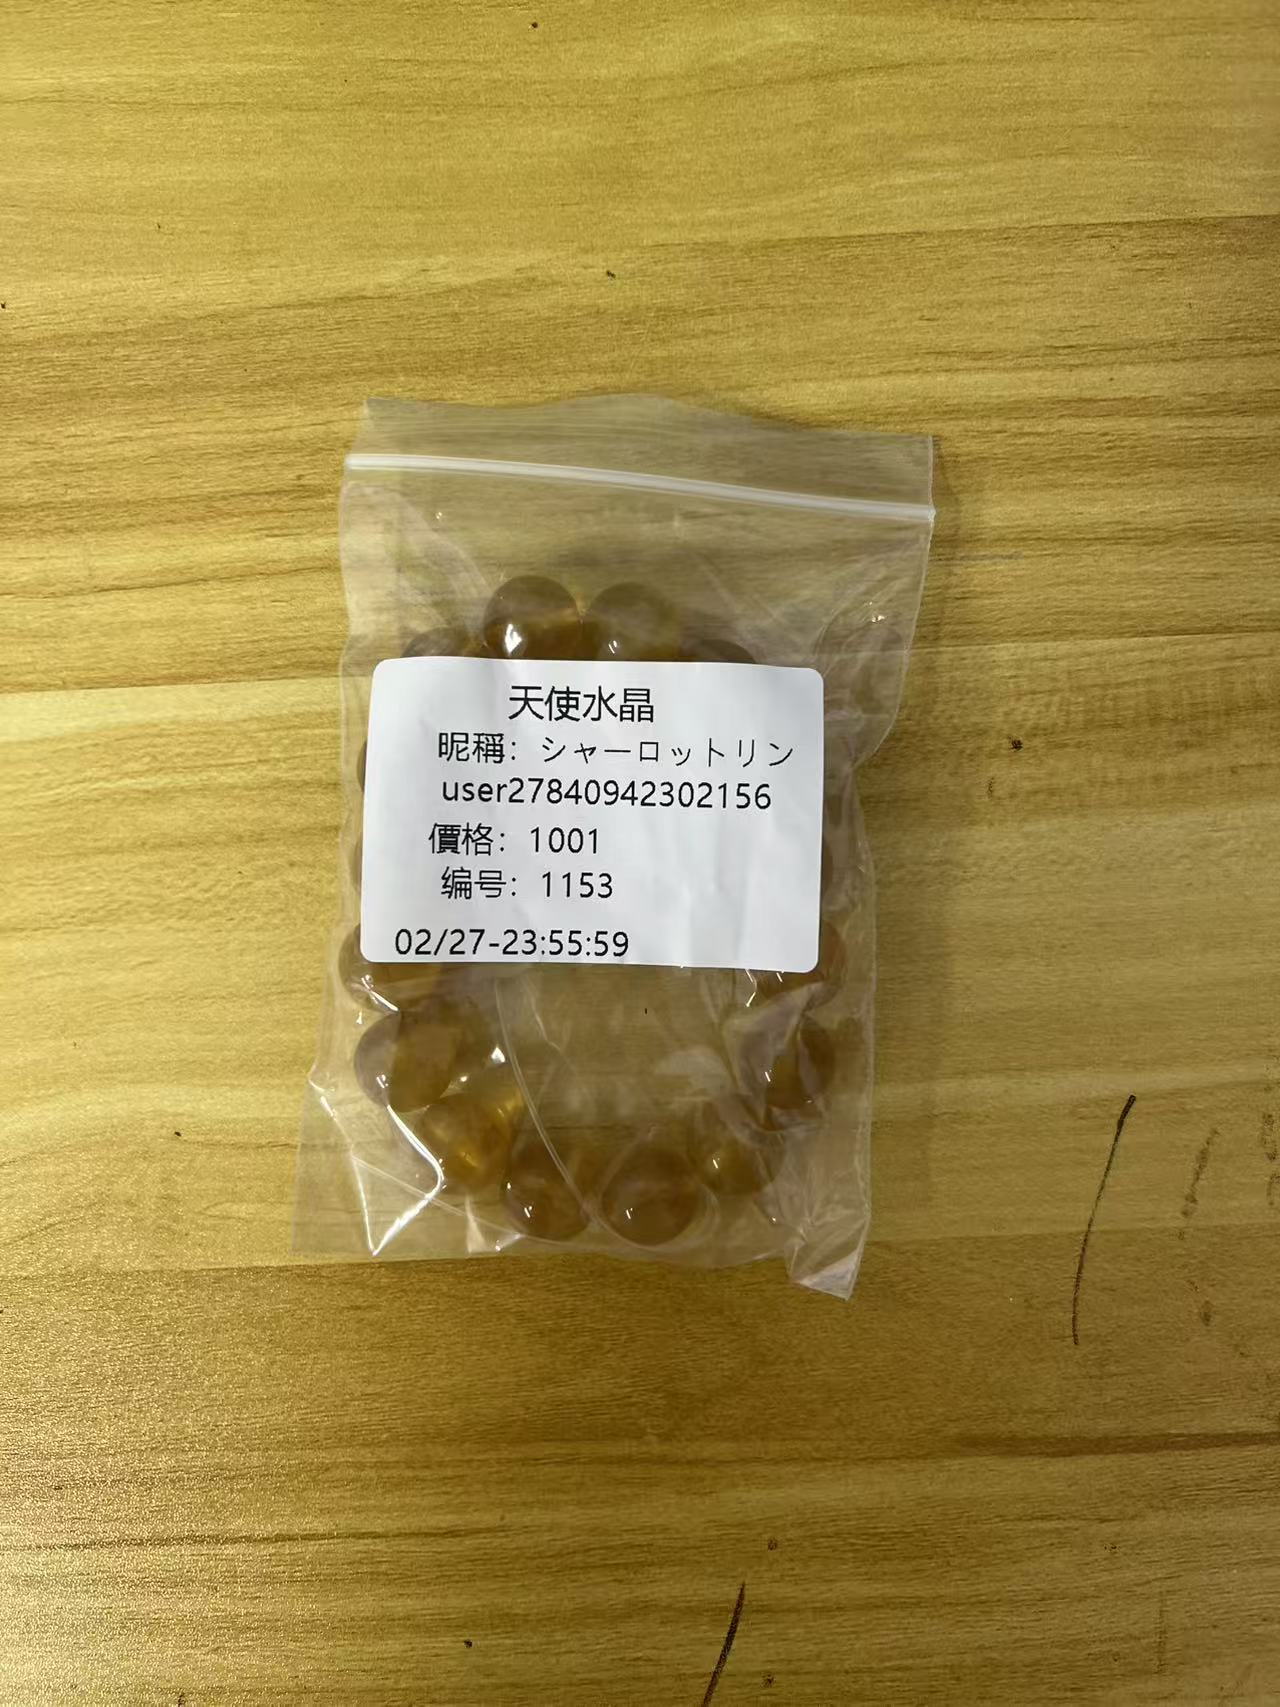 天使水晶
昵稱：シャーロットリン
user27840942302156
價格：1001
编号：1153
02/27-23:55:59